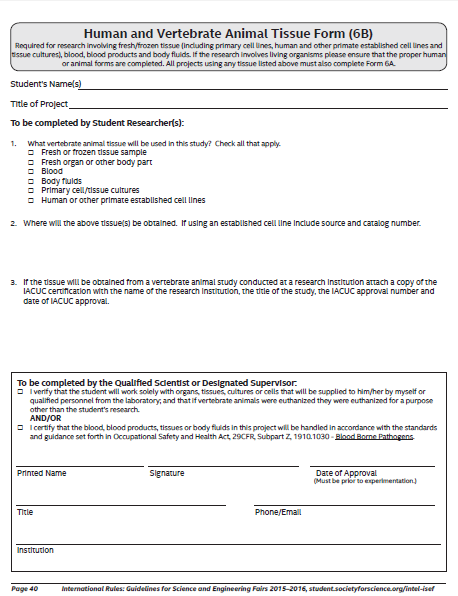 Human and Vertebrate Animal Tissue Form (6B)
Required for research involving fresh/frozen tissue (including primary cell lines, human and other primate established cell lines and
tissue cultures), blood, blood products and body fluids. If the research involves living organisms please ensure that the proper human
or animal forms are completed. All projects using any tissue listed above must also complete Form 6A.
Student's Name(s)
Title of Project
To be completed by Student Researcher(s):
1. What vertebrate animal tissue will be used in this study? Check all that apply.
☐ Fresh or frozen tissue sample
☐ Fresh organ or other body part
☐ Blood
☐ Body fluids
☐ Primary cell/tissue cultures
☐ Human or other primate established cell lines
2. Where will the above tissue(s) be obtained. If using an established cell line include source and catalog number.
3. If the tissue will be obtained from a vertebrate animal study conducted at a research institution attach a copy of the
IACUC certification with the name of the research institution, the title of the study, the IACUC approval number and
date of IACUC approval.
To be completed by the Qualified Scientist or Designated Supervisor:
☐ I verify that the student will work solely with organs, tissues, cultures or cells that will be supplied to him/her by myself or
qualified personnel from the laboratory; and that if vertebrate animals were euthanized they were euthanized for a purpose
other than the student's research.
AND/OR
☐ I certify that the blood, blood products, tissues or body fluids in this project will be handled in accordance with the standards
and guidance set forth in Occupational Safety and Health Act, 29CFR, Subpart Z, 1910.1030 - Blood Borne Pathogens.
Printed Name Signature Date of Approval
(Must be prior to experimentation.)
Title Phone/Email
Institution
Page 40 International Rules: Guidelines for Science and Engineering Fairs 2015–2016, student.societyforscience.org/intel-isef